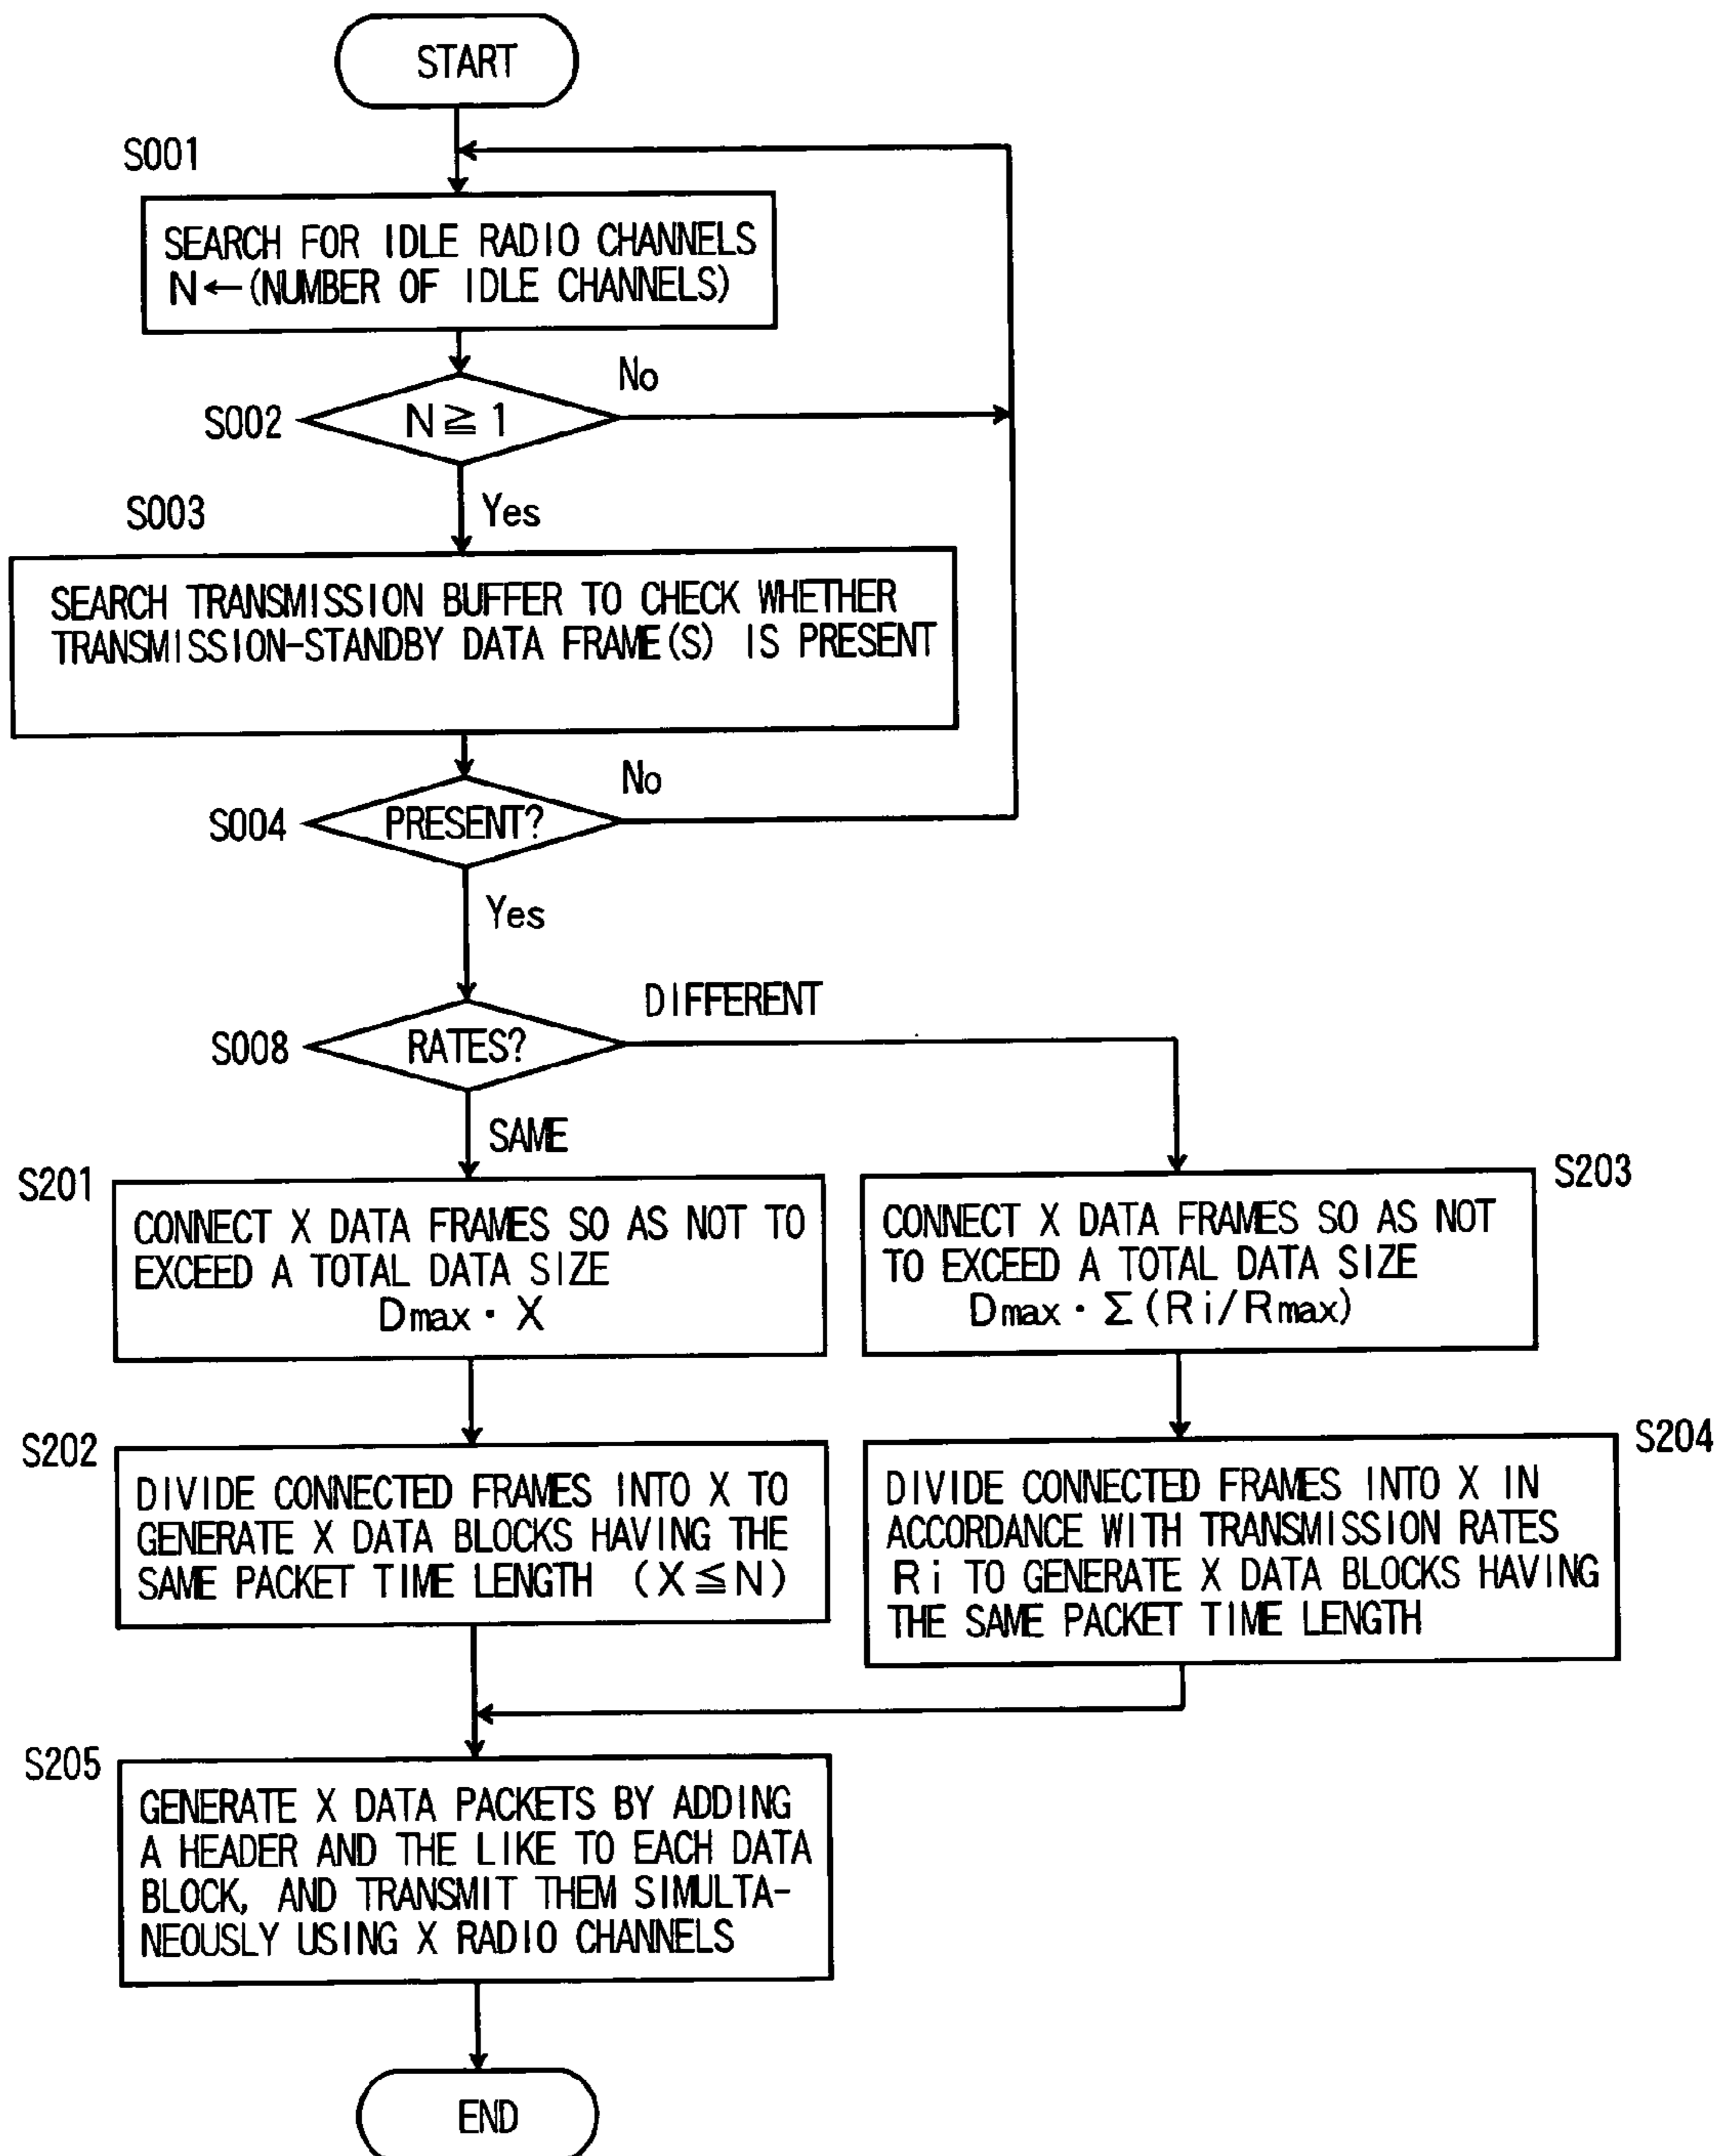 START
S001
SEARCH FOR IDLE RADIO CHANNELS
N←(NUMBER OF IDLE CHANNELS)
No
S002
N≧1
Yes
S003
SEARCH TRANSMISSION BUFFER TO CHECK WHETHER
TRANSMISSION-STANDBY DATA FRAME(S) IS PRESENT
No
S004
PRESENT?
Yes
DIFFERENT
S008
RATES?
SAME
S201
CONNECT X DATA FRAMES SO AS NOT TO
EXCEED A TOTAL DATA SIZE
Dmax・X
S203
CONNECT X DATA FRAMES SO AS NOT
TO EXCEED A TOTAL DATA SIZE
Dmax・Σ(Ri/Rmax)
S202
DIVIDE CONNECTED FRAMES INTO X TO
GENERATE X DATA BLOCKS HAVING THE
SAME PACKET TIME LENGTH (X≦N)
S204
DIVIDE CONNECTED FRAMES INTO X IN
ACCORDANCE WITH TRANSMISSION RATES
Ri TO GENERATE X DATA BLOCKS HAVING
THE SAME PACKET TIME LENGTH
S205
GENERATE X DATA PACKETS BY ADDING
A HEADER AND THE LIKE TO EACH DATA
BLOCK, AND TRANSMIT THEM SIMULTA-
NEOUSLY USING X RADIO CHANNELS
END